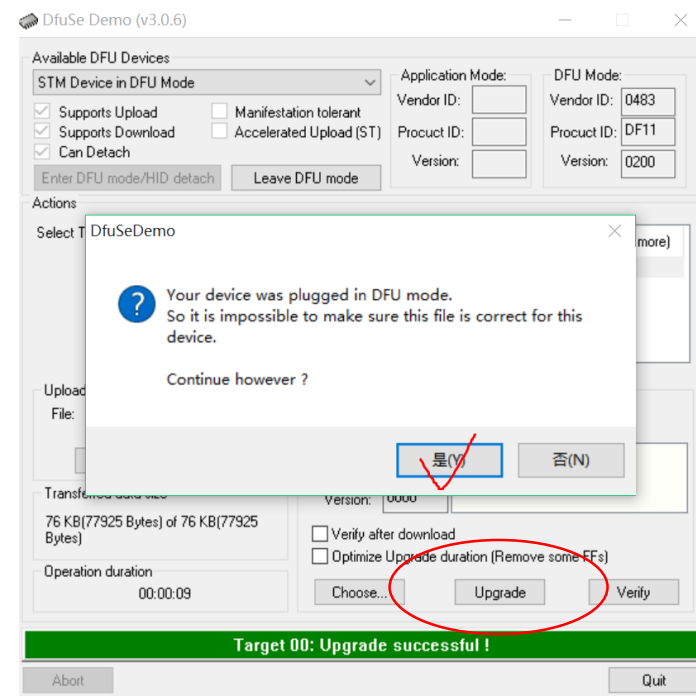 DfuSe Demo (v3.0.6)
Available DFU Devices
STM Device in DFU Mode
Supports Upload
Manifestation tolerant
Supports Download
Accelerated Upload (ST)
Can Detach
Enter DFU mode/HID detach
Leave DFU mode
Application Mode:
Vendor ID:
Procuct ID:
Version:
DFU Mode:
Vendor ID: 0483
Procuct ID: DF11
Version: 0200
Actions
Select T
more)
DfuSeDemo
Your device was plugged in DFU mode.
So it is impossible to make sure this file is correct for this
device.
Continue however ?
是(Y)
否(N)
Upload
File:
Transferred data size
76 KB(77925 Bytes) of 76 KB(77925
Bytes)
Operation duration
00:00:09
Version: 0000
Verify after download
Optimize Upgrade duration (Remove some FFs)
Choose...
Upgrade
Verify
Target 00: Upgrade successful !
Abort
Quit